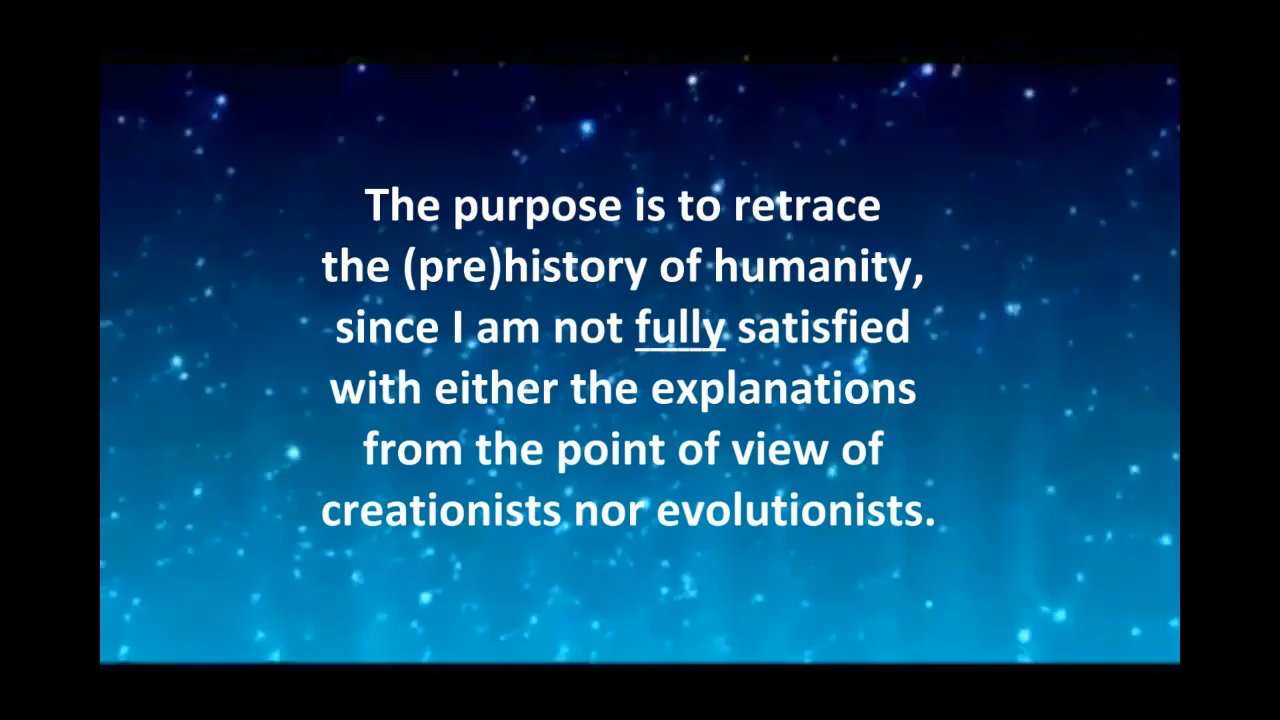 The purpose is to retrace
the (pre)history of humanity,
since I am not fully satisfied
with either the explanations
from the point of view of
creationists nor evolutionists.